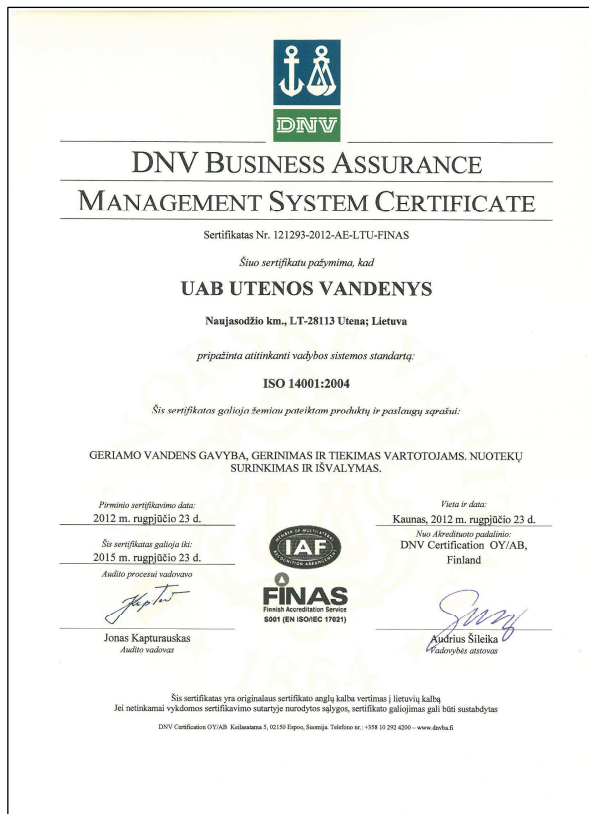 DNV
DNV BUSINESS ASSURANCE
MANAGEMENT SYSTEM CERTIFICATE
Sertifikatas Nr. 121293-2012-AE-LTU-FINAS
Šiuo sertifikatu pažymima, kad
UAB UTENOS VANDENYS
Naujasodžio km., LT-28113 Utena; Lietuva
pripažinta atitinkanti vadybos sistemos standartą:
ISO 14001:2004
Šis sertifikatas galioja žemiau pateiktam produktų ir paslaugų sąrašui:
GERIAMO VANDENS GAVYBA, GERINIMAS IR TIEKIMAS VARTOTOJAMS. NUOTEKŲ
SURINKIMAS IR IŠVALYMAS.
Pirminio sertifikavimo data:
2012 m. rugpjūčio 23 d.
Šis sertifikatas galioja iki:
2015 m. rugpjūčio 23 d.
Audito procesui vadovavo
Jonas Kapturauskas
Audito vadovas
MEMBER OF MULTILATERAL
RECOGNITION ARRANGEMENT
IAF
FINAS
Finnish Accreditation Service
S001 (EN ISO/IEC 17021)
Vieta ir data:
Kaunas, 2012 m. rugpjūčio 23 d.
Nuo Akredituoto padalinio:
DNV Certification OY/AB,
Finland
Audrius Šileika
Vadovybės atstovas
1864
Šis sertifikatas yra originalaus sertifikato anglų kalba vertimas į lietuvių kalbą
Jei netinkamai vykdomos sertifikavimo sutartyje nurodytos sąlygos, sertifikato galiojimas gali būti sustabdytas
DNV Certification OY/AB Keilasatama 5, 02150 Espoo, Suomija. Telefono nr.: +358 10 292 4200 – www.dnvba.fi